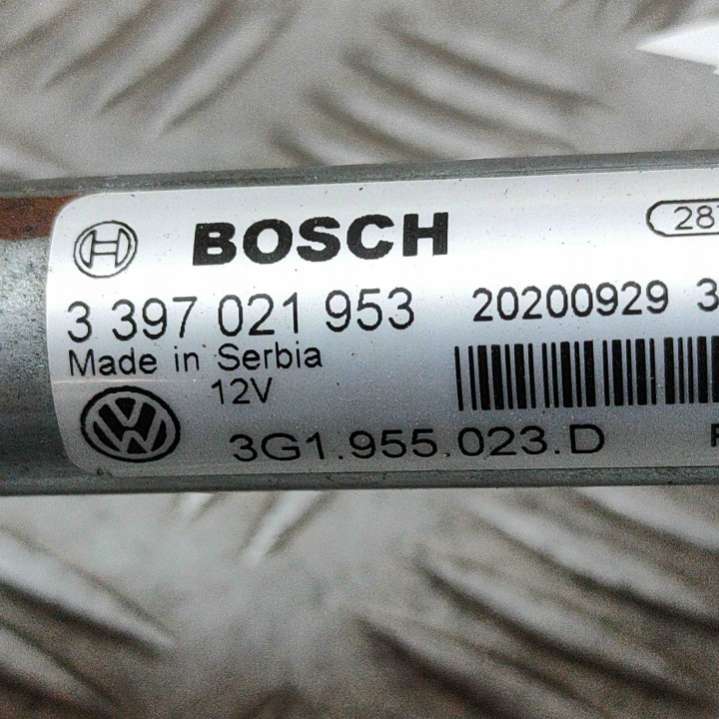 BOSCH
3 397 021 953 20200929
Made in Serbia
12V
3G1.955.023.D